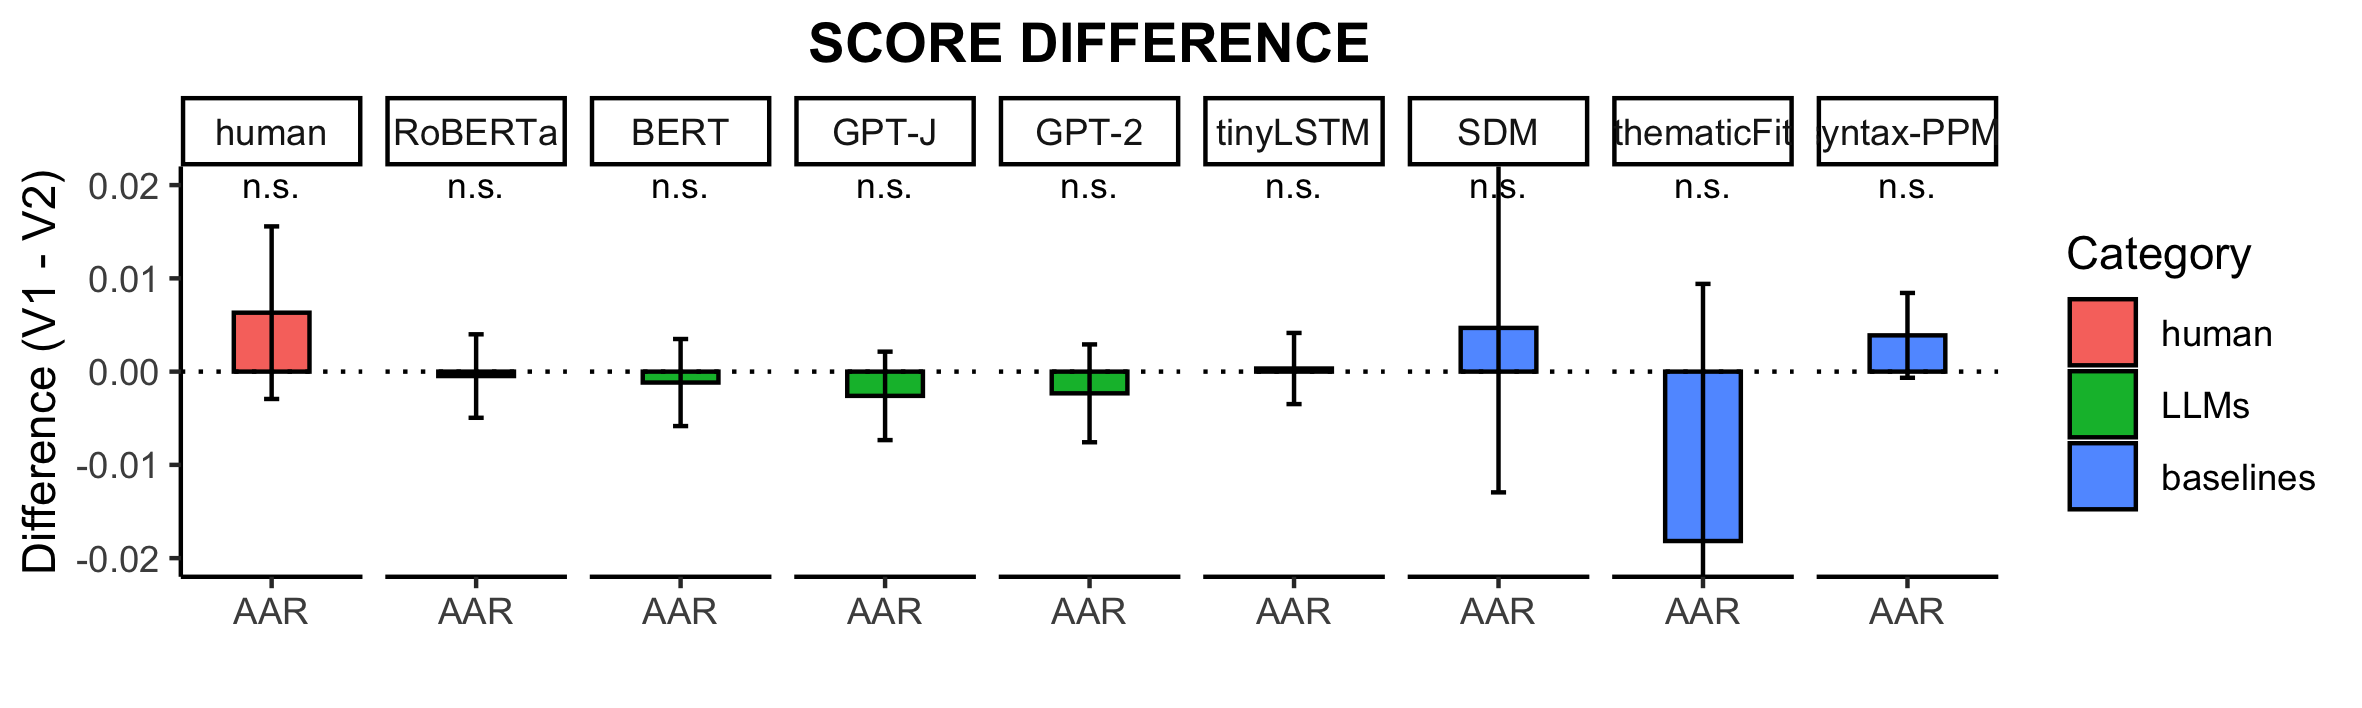 SCORE DIFFERENCE
human RoBERTa BERT GPT-J GPT-2 tinyLSTM SDM thematicFit yntax-PPM
n.s. n.s. n.s. n.s. n.s. n.s. n.s. n.s. n.s.
Difference (V1 - V2)
0.02
0.01
0.00
-0.01
-0.02
AAR AAR AAR AAR AAR AAR AAR AAR AAR
Category
human
LLMs
baselines